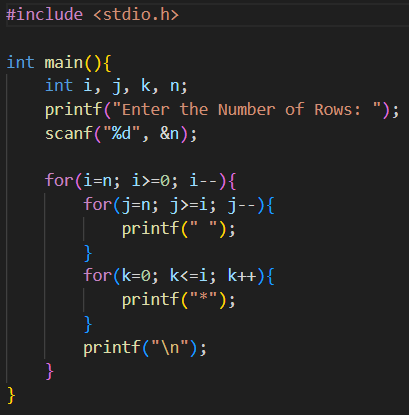 #include <stdio.h>
int main(){
    int i, j, k, n;
    printf("Enter the Number of Rows: ");
    scanf("%d", &n);
    for(i=n; i>=0; i--){
        for(j=n; j>=i; j--){
            printf(" ");
        }
        for(k=0; k<=i; k++){
            printf("*");
        }
        printf("\n");
    }
}